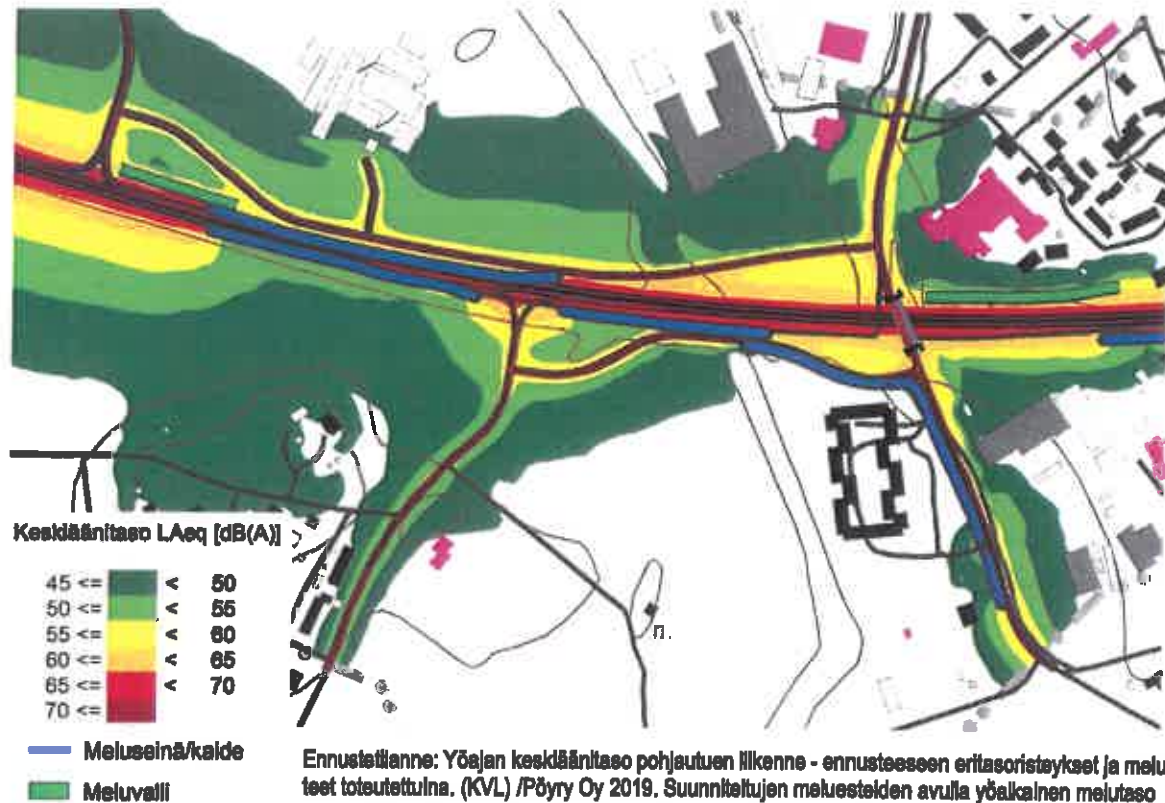 Keskiäänitaso LAeq [dB(A)]
45 <= < 50
50 <= < 55
55 <= < 60
60 <= < 65
65 <= < 70
70 <=
Meluseinä/kaide
Meluvalli
Ennustetilanne: Yöajan keskiäänitaso pohjautuen liikenne - ennusteeseen eritasoristeykset ja melu
teet toteutettuina. (KVL) /Pöyry Oy 2019. Suunniteltujen meluesteiden avulla yöaikainen melutaso